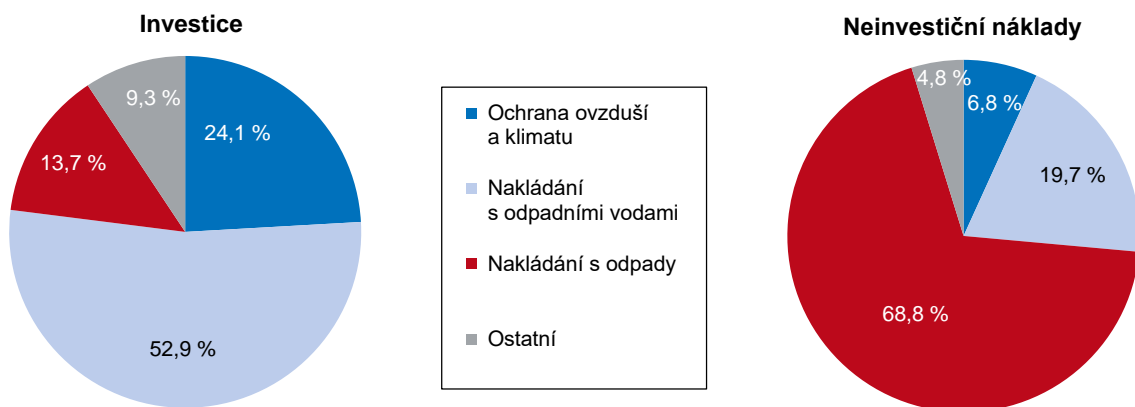 Investice
9,3 %
24,1 %
13,7 %
52,9 %
Ochrana ovzduší
a klimatu
Nakládání
s odpadními vodami
Nakládání s odpady
Ostatní
Neinvestiční náklady
4,8 %
6,8 %
19,7 %
68,8 %